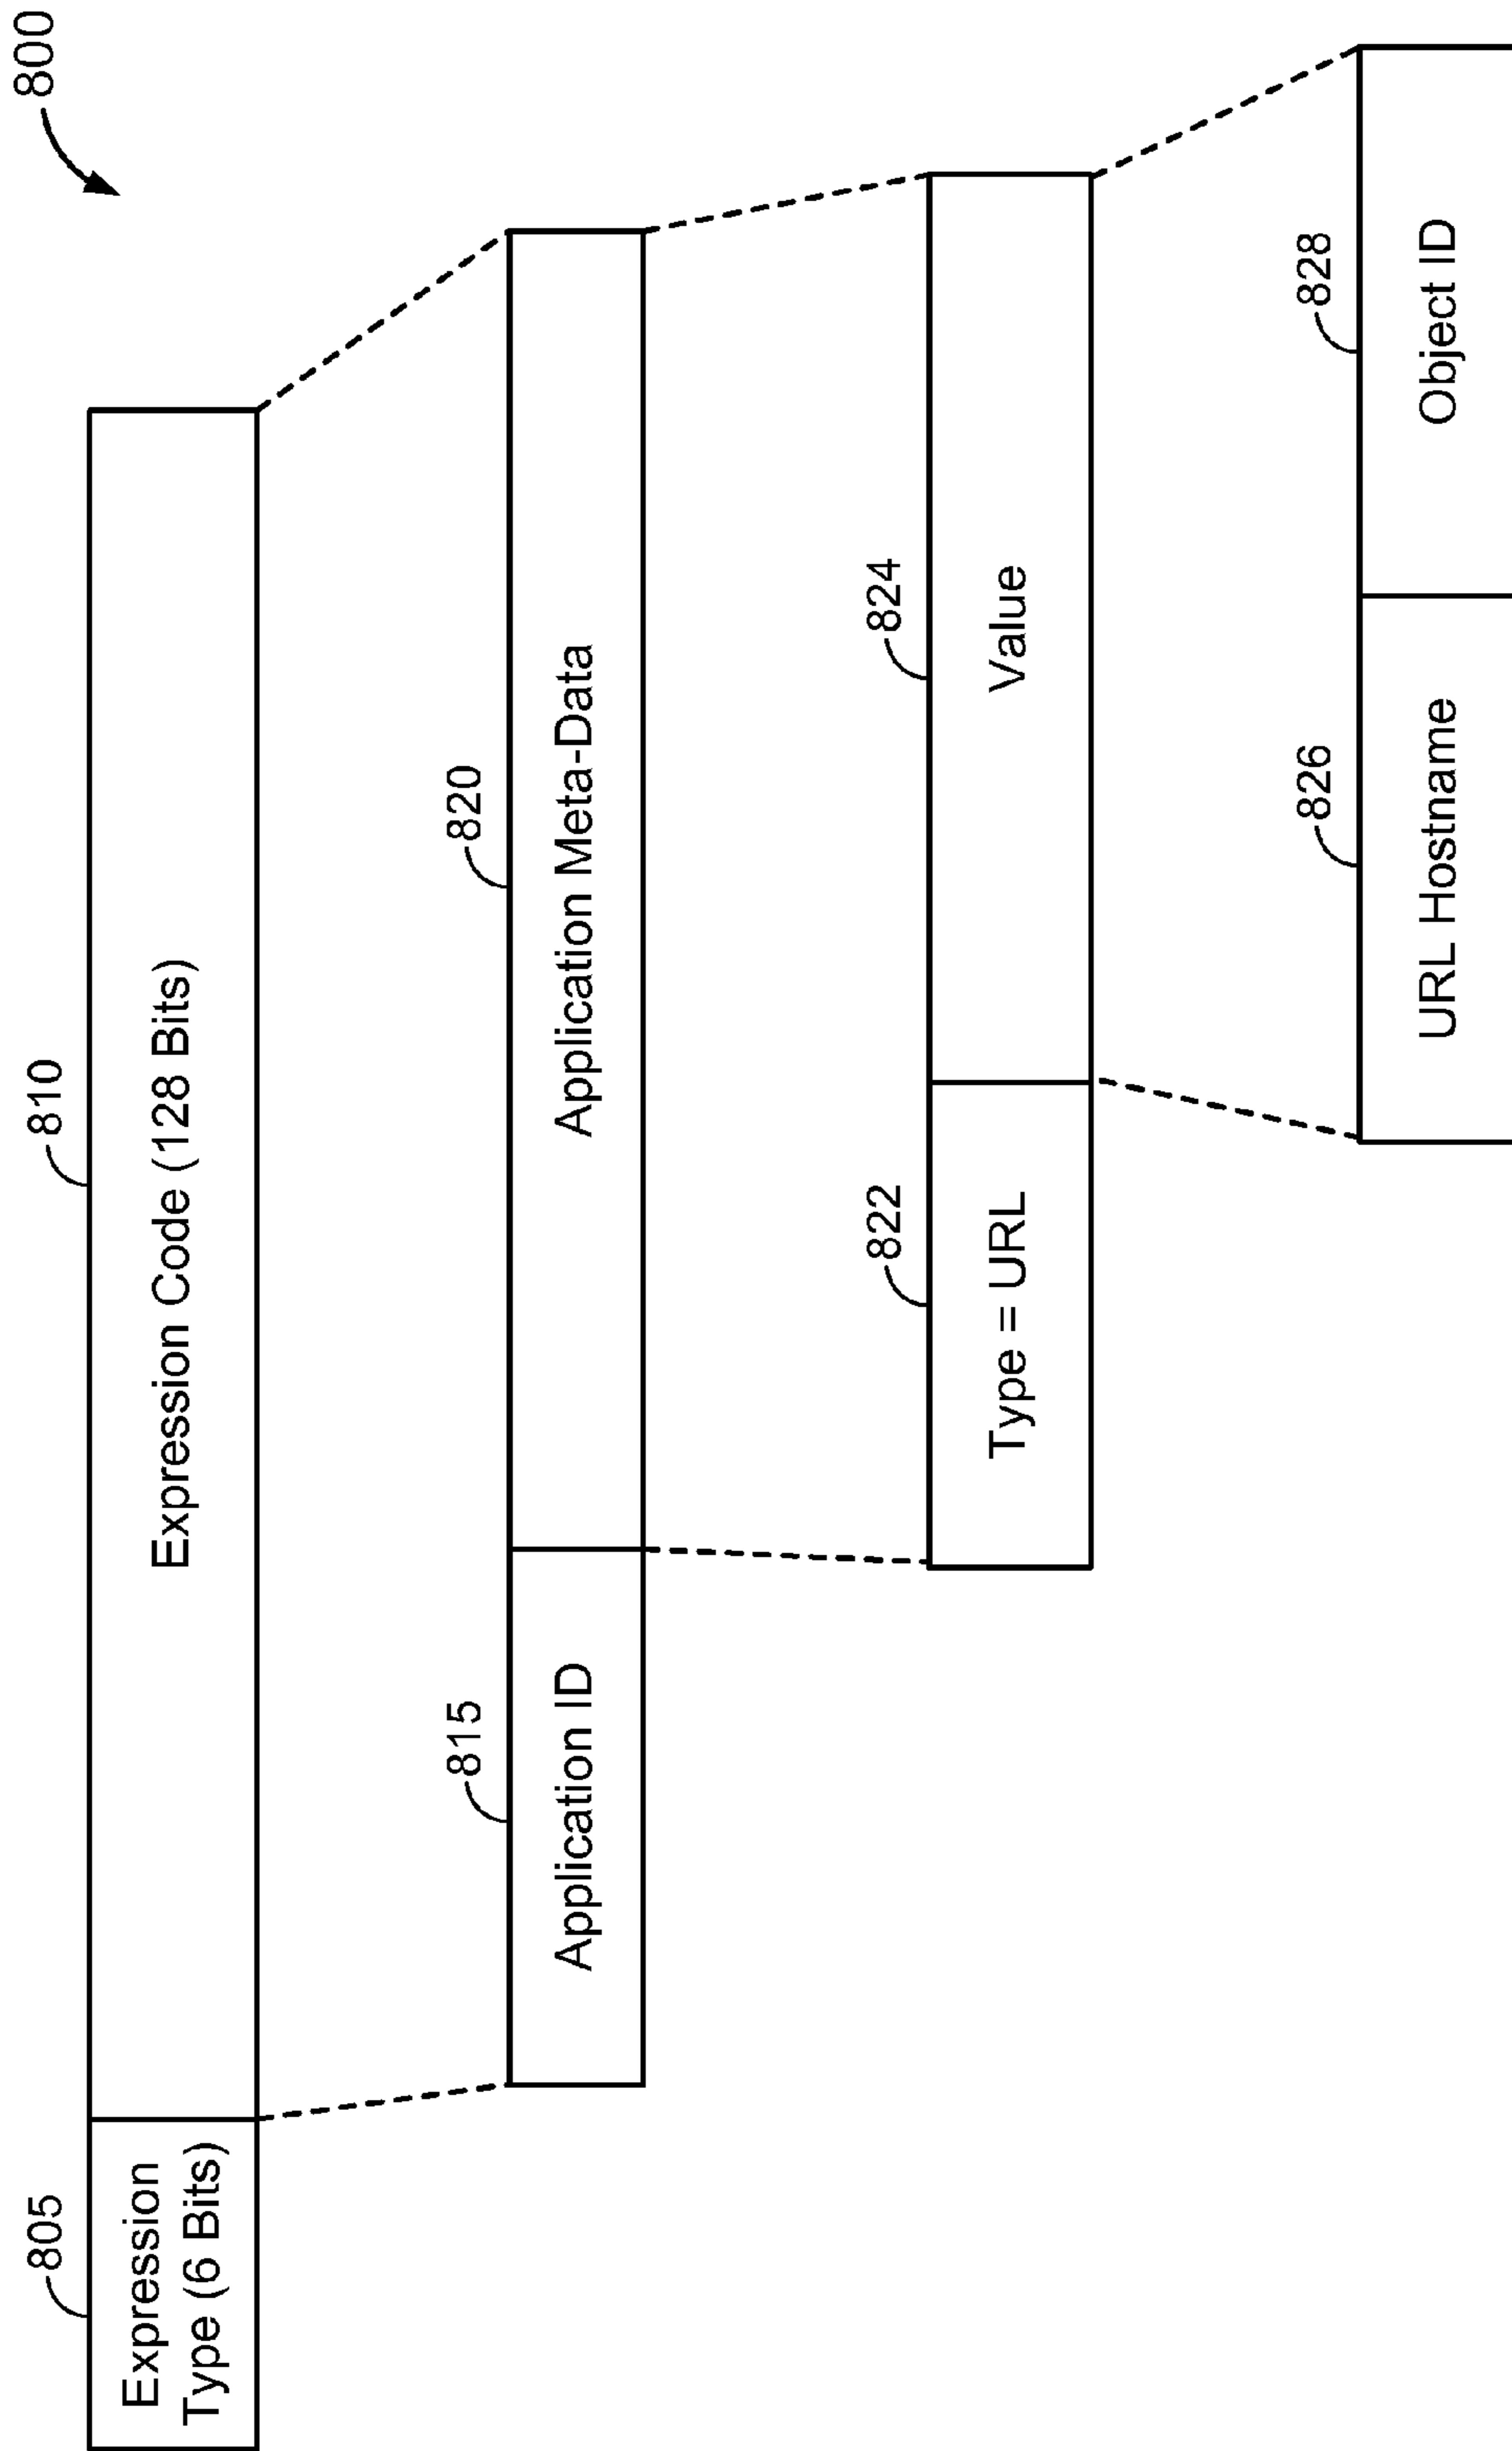 800
805
810
Expression
Type (6 Bits)
Expression Code (128 Bits)
815
820
Application ID
Application Meta-Data
822
824
Type = URL
Value
826
828
URL Hostname
Object ID